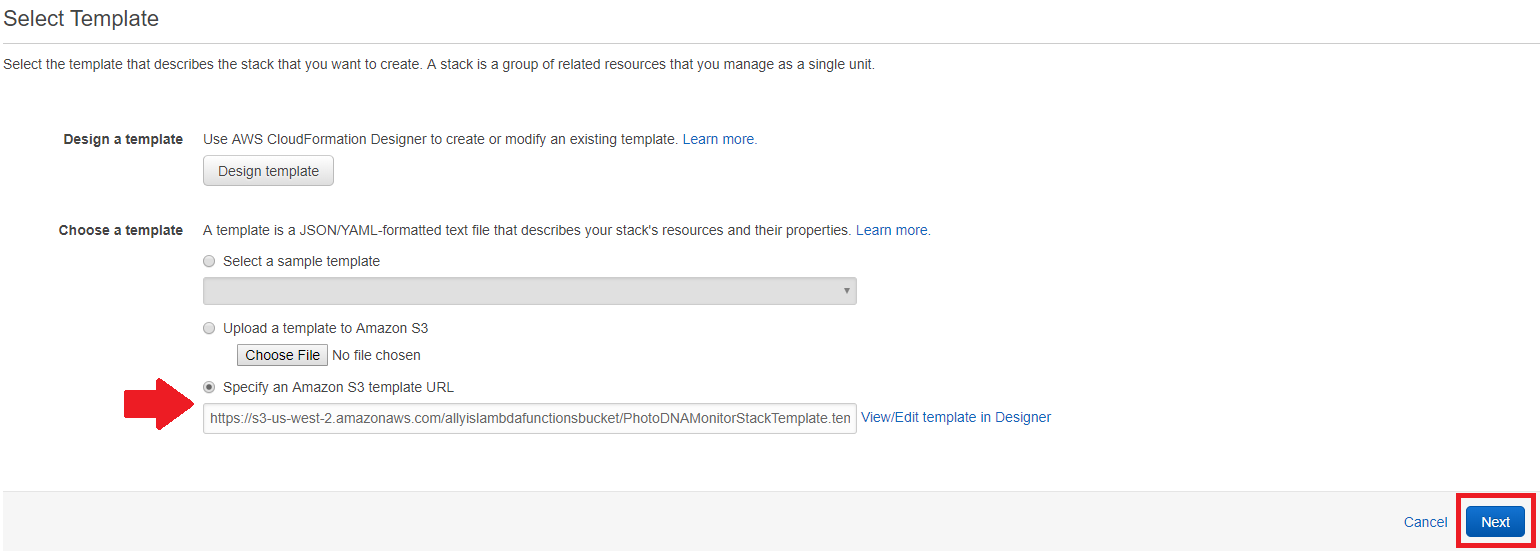 Select Template
Select the template that describes the stack that you want to create. A stack is a group of related resources that you manage as a single unit.
Design a template Use AWS CloudFormation Designer to create or modify an existing template. Learn more.
Design template
Choose a template A template is a JSON/YAML-formatted text file that describes your stack's resources and their properties. Learn more.
Select a sample template
Upload a template to Amazon S3
Choose File No file chosen
Specify an Amazon S3 template URL
https://s3-us-west-2.amazonaws.com/allyislambdafunctionsbucket/PhotoDNAMonitorStackTemplate.ten View/Edit template in Designer
Cancel Next